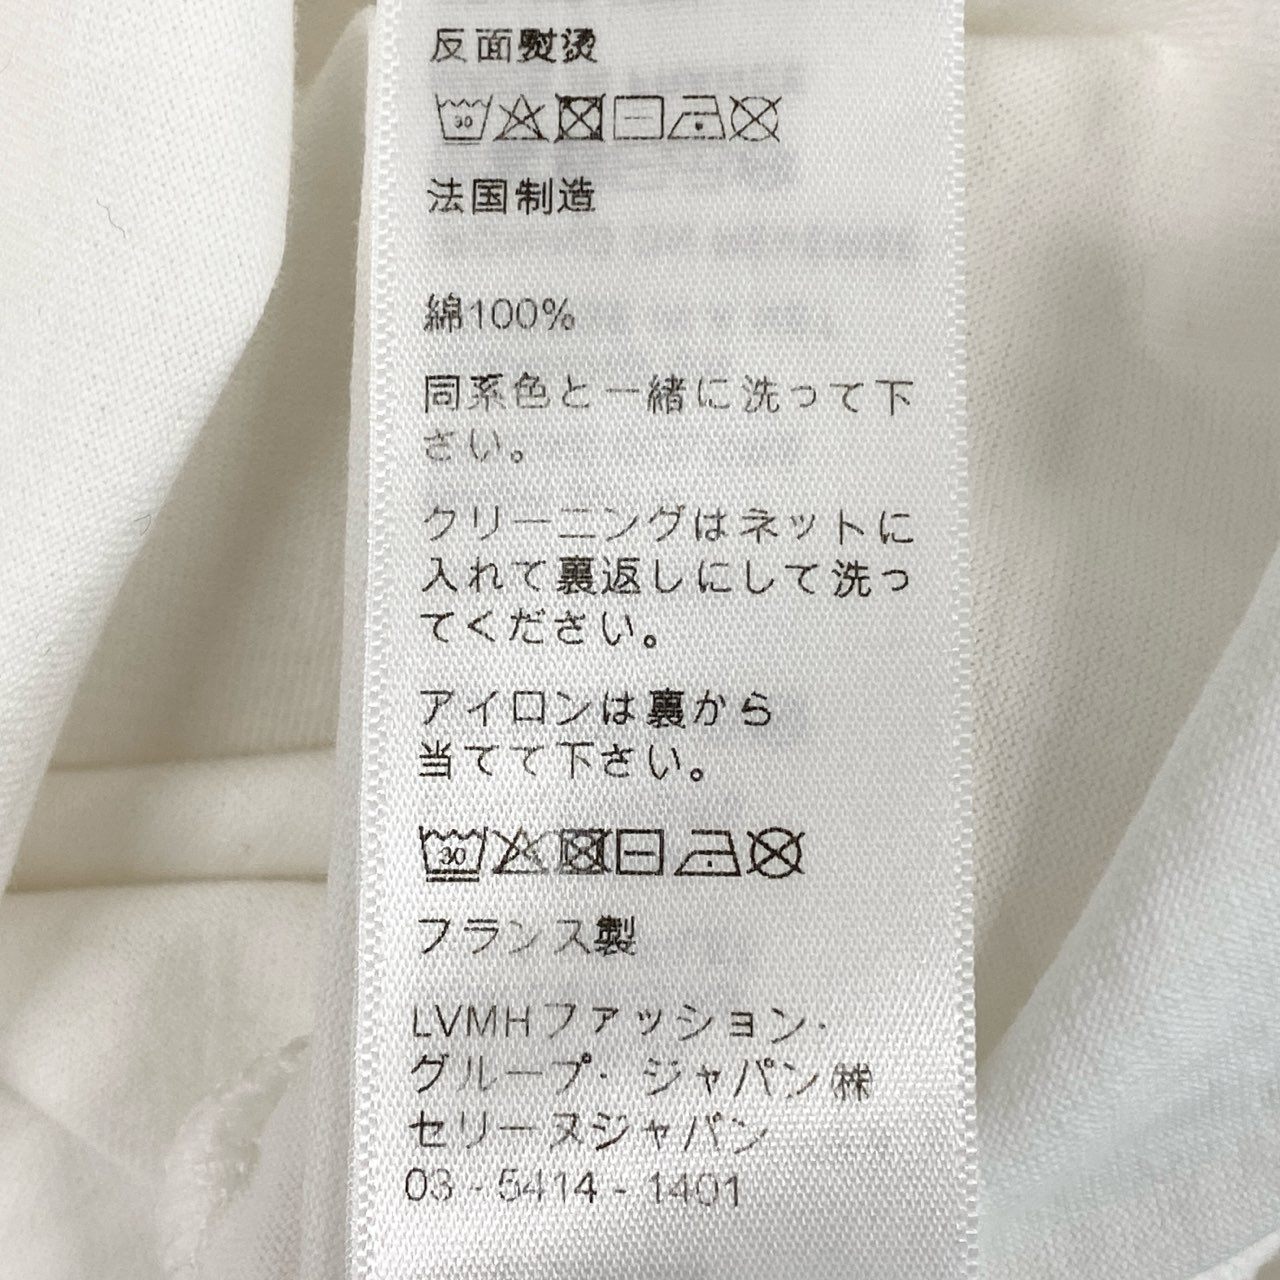 反面熨烫
30
法国制造
綿100%
同系色と一緒に洗って下
さい。
クリーニングはネットに
入れて裏返しにして洗っ
てください。
アイロンは裏から
当てて下さい。
30
フランス製
LVMHファッション・
グループ・ジャパン㈱
セリーヌジャパン
03-5414-1401